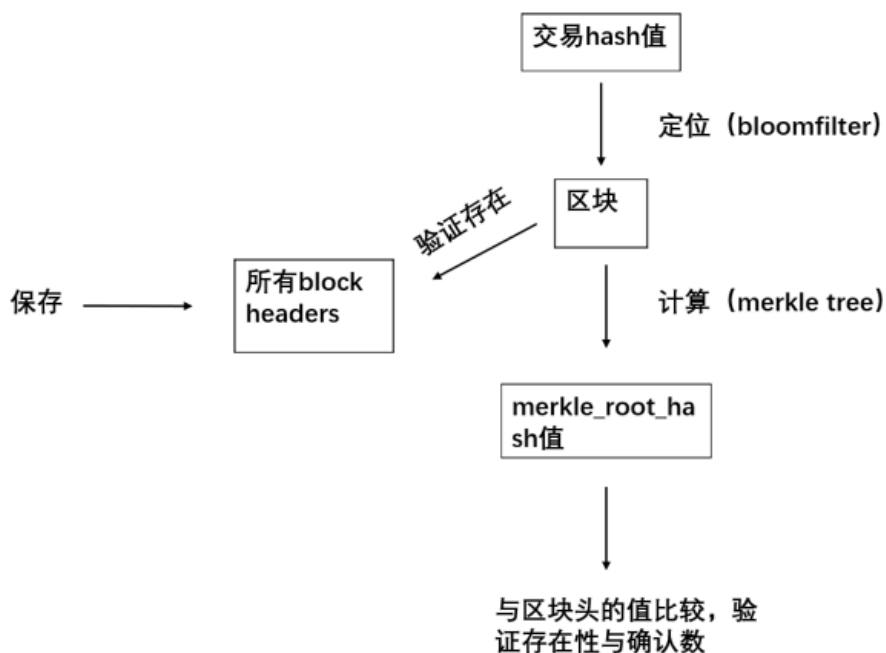 交易hash值
定位（bloomfilter）
区块
验证存在
所有block
headers
保存
计算（merkle tree）
merkle_root_ha
sh值
与区块头的值比较，验
证存在性与确认数